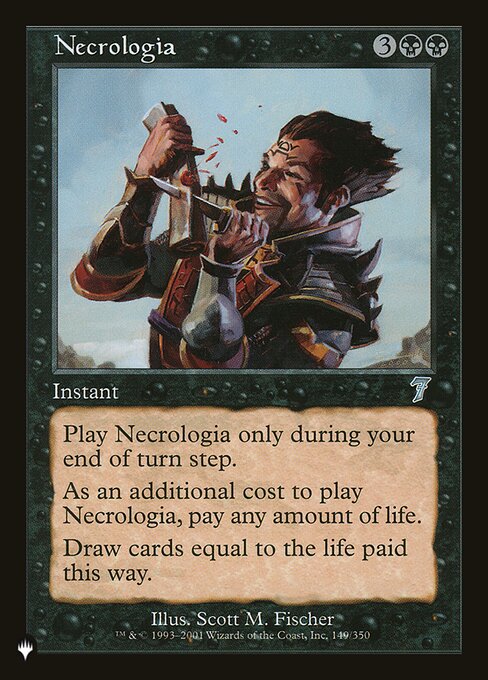 Necrologia 3
Instant 7
Play Necrologia only during your
end of turn step.
As an additional cost to play
Necrologia, pay any amount of life.
Draw cards equal to the life paid
this way.
Illus. Scott M. Fischer
™ & © 1993–2001 Wizards of the Coast, Inc. 149/350